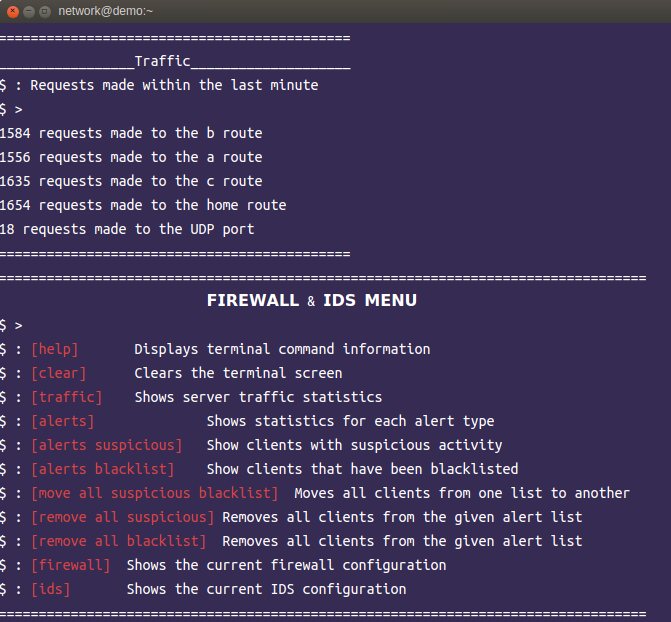 network@demo:~
=============================================
_________________Traffic____________________
$ : Requests made within the last minute
$ >
1584 requests made to the b route
1556 requests made to the a route
1635 requests made to the c route
1654 requests made to the home route
18 requests made to the UDP port
=============================================
==================================================================================
FIREWALL & IDS MENU
$ >
$ : [help] Displays terminal command information
$ : [clear] Clears the terminal screen
$ : [traffic] Shows server traffic statistics
$ : [alerts] Shows statistics for each alert type
$ : [alerts suspicious] Show clients with suspicious activity
$ : [alerts blacklist] Show clients that have been blacklisted
$ : [move all suspicious blacklist] Moves all clients from one list to another
$ : [remove all suspicious] Removes all clients from the given alert list
$ : [remove all blacklist] Removes all clients from the given alert list
$ : [firewall] Shows the current firewall configuration
$ : [ids] Shows the current IDS configuration
==================================================================================